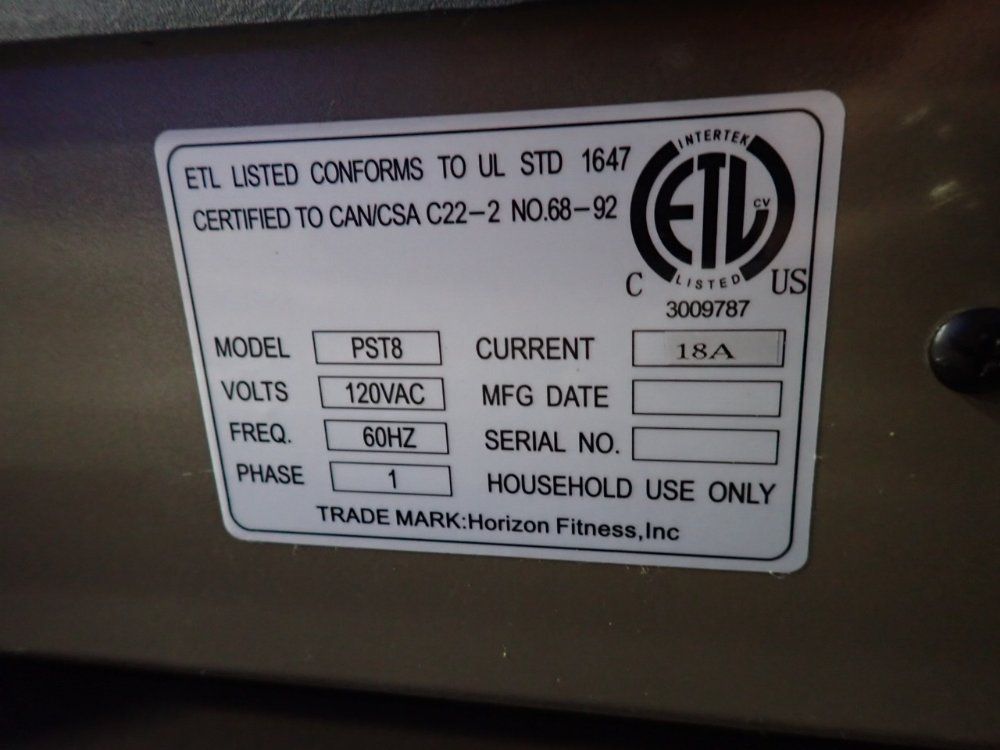 ETL LISTED CONFORMS TO UL STD 1647
CERTIFIED TO CAN/CSA C22-2 NO.68-92
INTERTEK
ETL CV
LISTED
C US
3009787
MODEL PST8 CURRENT 18A
VOLTS 120VAC MFG DATE
FREQ. 60HZ SERIAL NO.
PHASE 1 HOUSEHOLD USE ONLY
TRADE MARK:Horizon Fitness,Inc